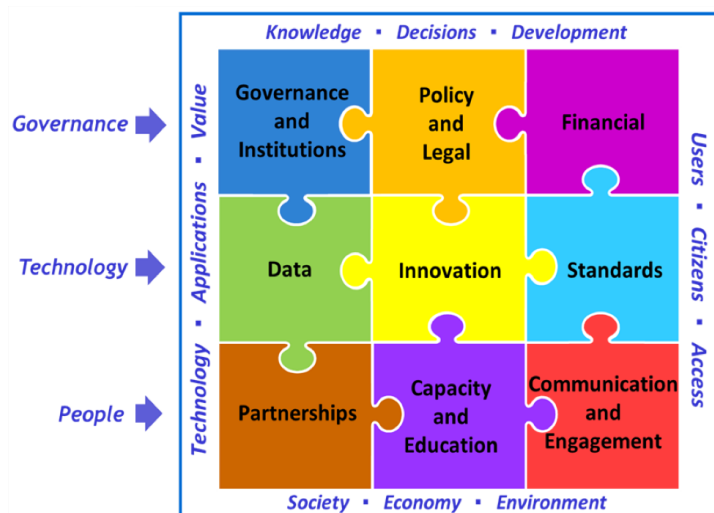 Knowledge ▪ Decisions ▪ Development
Governance
Technology
People
Technology ▪ Applications ▪ Value
Governance
and
Institutions
Policy
and
Legal
Financial
Data
Innovation
Standards
Partnerships
Capacity
and
Education
Communication
and
Engagement
Users ▪ Citizens ▪ Access
Society ▪ Economy ▪ Environment